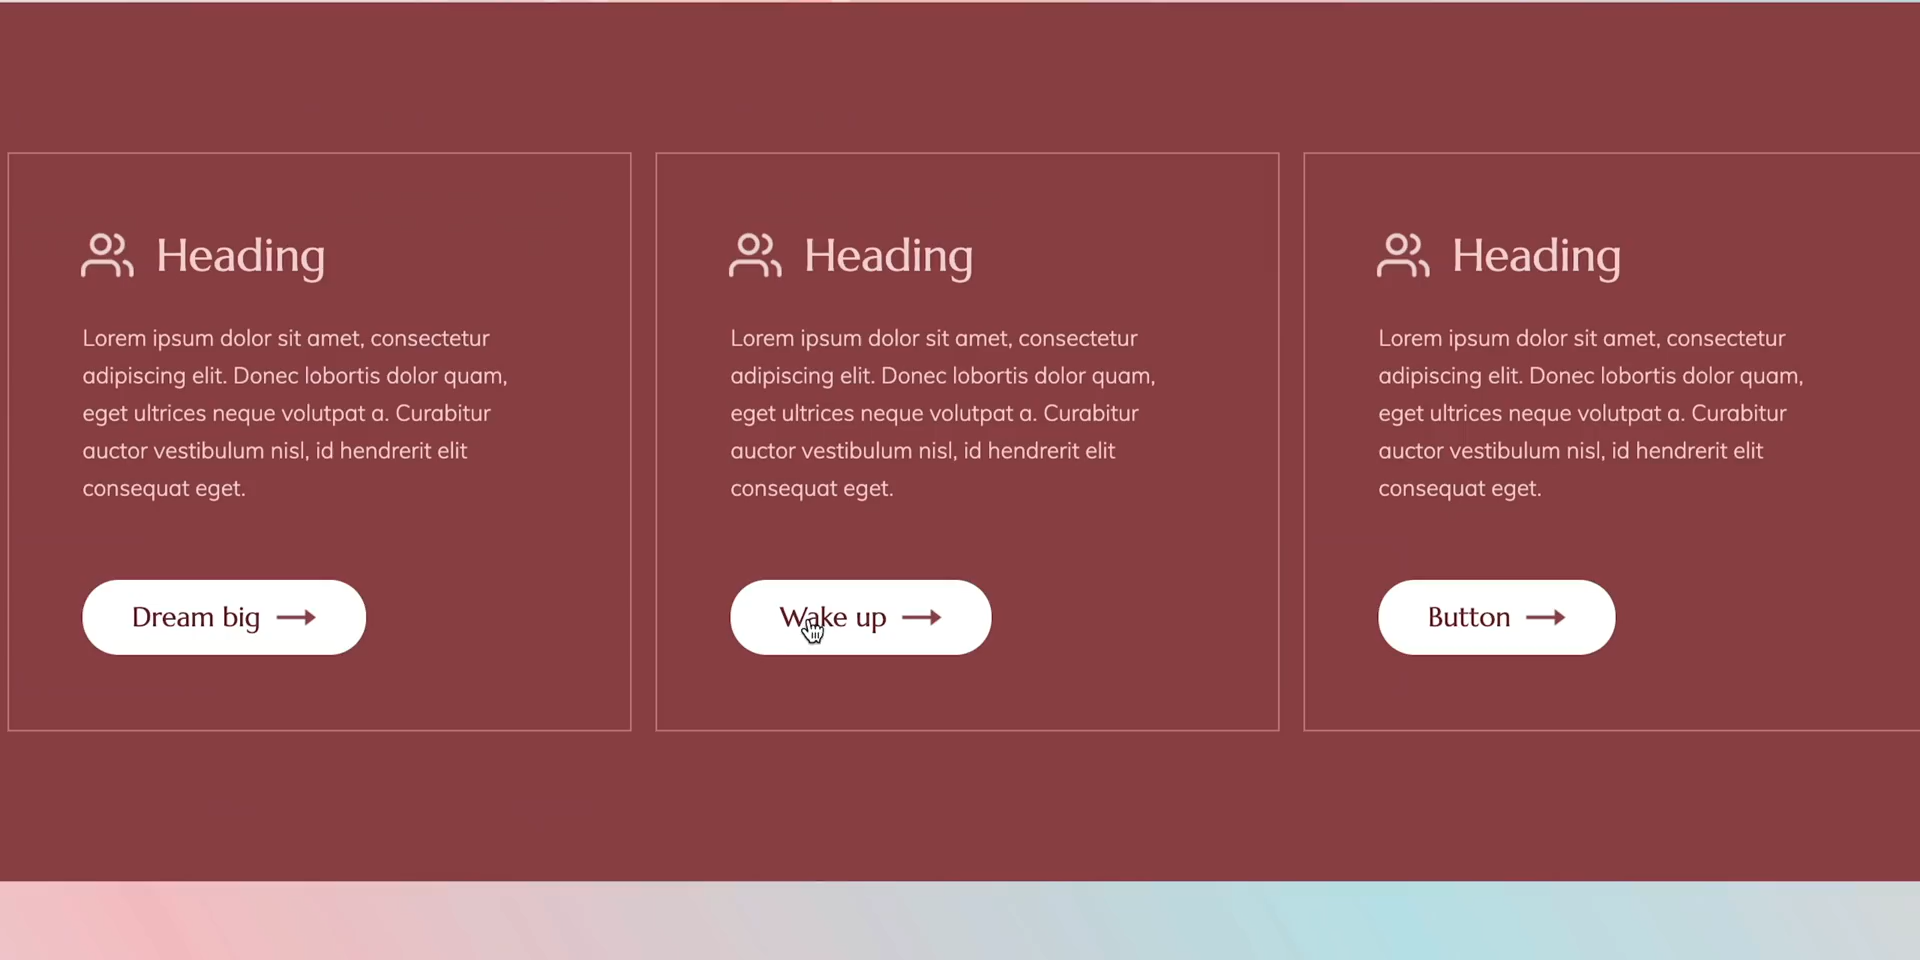 Heading
Lorem ipsum dolor sit amet, consectetur
adipiscing elit. Donec lobortis dolor quam,
eget ultrices neque volutpat a. Curabitur
auctor vestibulum nisl, id hendrerit elit
consequat eget.
Dream big
Heading
Lorem ipsum dolor sit amet, consectetur
adipiscing elit. Donec lobortis dolor quam,
eget ultrices neque volutpat a. Curabitur
auctor vestibulum nisl, id hendrerit elit
consequat eget.
Wake up
Heading
Lorem ipsum dolor sit amet, consectetur
adipiscing elit. Donec lobortis dolor quam,
eget ultrices neque volutpat a. Curabitur
auctor vestibulum nisl, id hendrerit elit
consequat eget.
Button